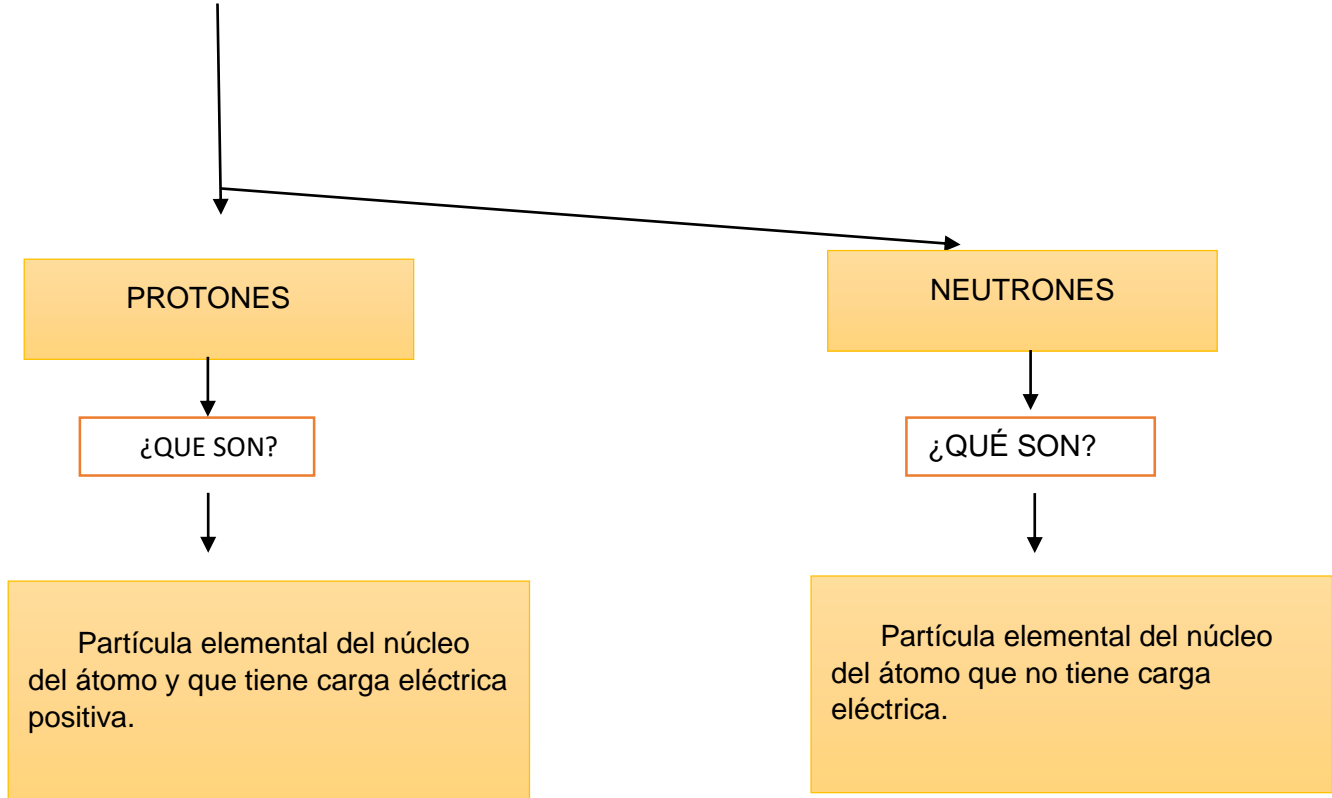 PROTONES
NEUTRONES
¿QUE SON?
¿QUÉ SON?
Partícula elemental del núcleo
del átomo y que tiene carga eléctrica
positiva.
Partícula elemental del núcleo
del átomo que no tiene carga
eléctrica.